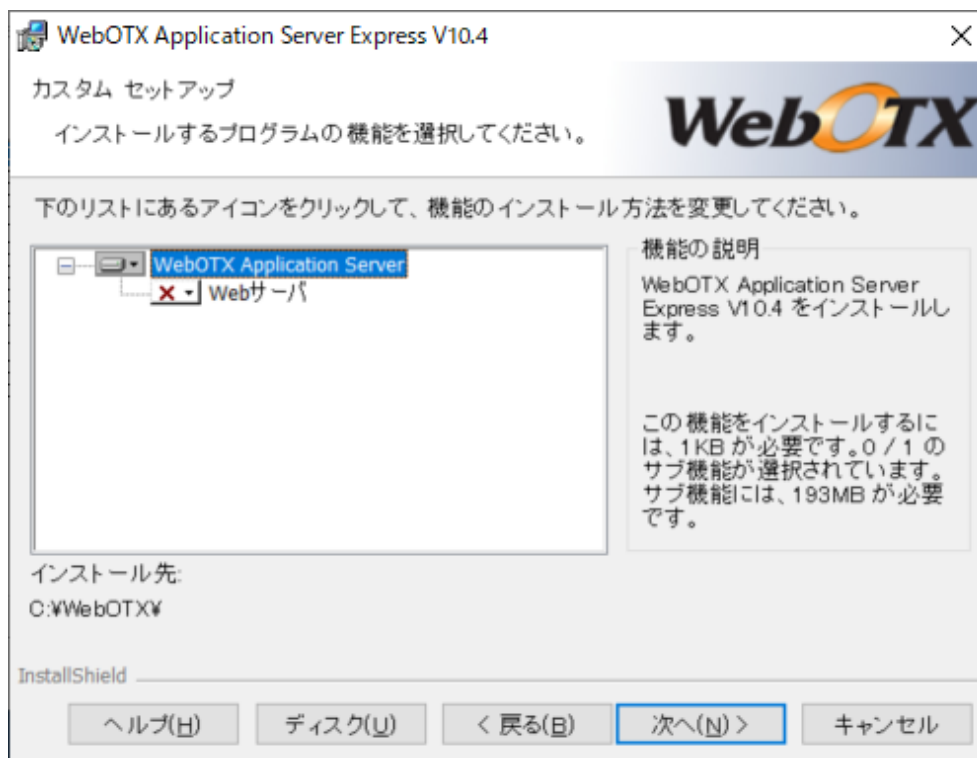 WebOTX Application Server Express V10.4
カスタム セットアップ
インストールするプログラムの機能を選択してください。
WebOTX
下のリストにあるアイコンをクリックして、機能のインストール方法を変更してください。
WebOTX Application Server
Webサーバ
機能の説明
WebOTX Application Server
Express V10.4 をインストールし
ます。
この機能をインストールするに
は、1KB が必要です。0 / 1 の
サブ機能が選択されています。
サブ機能には、193MB が必要
です。
インストール先:
C:¥WebOTX¥
InstallShield
ヘルプ(H)
ディスク(U)
< 戻る(B)
次へ(N) >
キャンセル